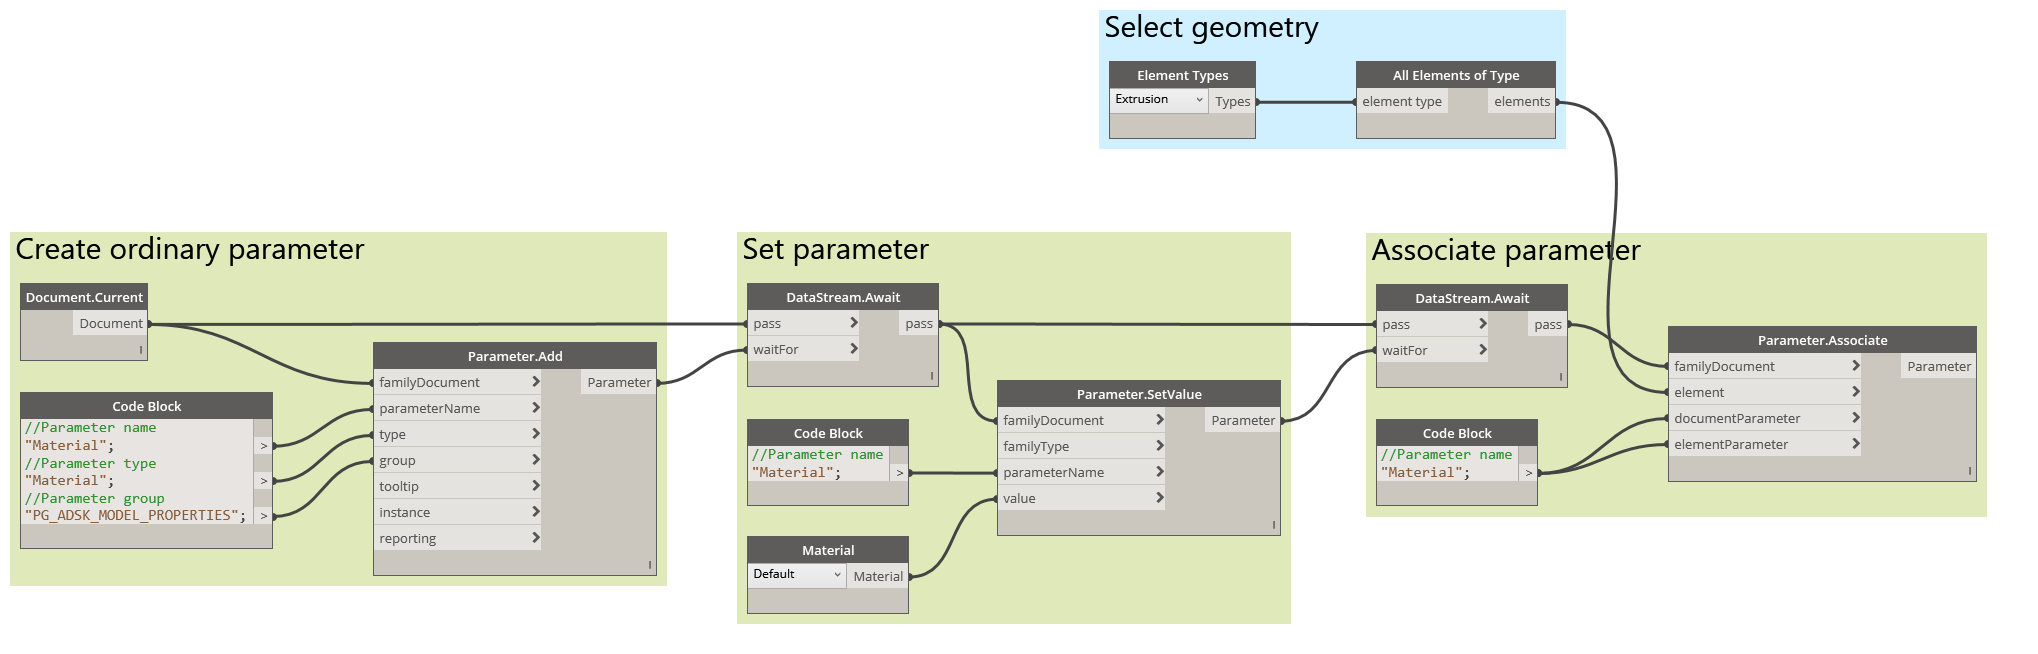 Select geometry
Element Types
Extrusion Types
All Elements of Type
element type elements
Create ordinary parameter
Document.Current
Document
Parameter.Add
familyDocument Parameter
parameterName
type
group
tooltip
instance
reporting
Code Block
//Parameter name
"Material"; >
//Parameter type
"Material"; >
//Parameter group
"PG_ADSK_MODEL_PROPERTIES"; >
Set parameter
DataStream.Await
pass pass
waitFor
Code Block
//Parameter name
"Material"; >
Material
Default Material
Parameter.SetValue
familyDocument Parameter
familyType
parameterName
value
Associate parameter
DataStream.Await
pass pass
waitFor
Code Block
//Parameter name
"Material"; >
Parameter.Associate
familyDocument Parameter
element
documentParameter
elementParameter